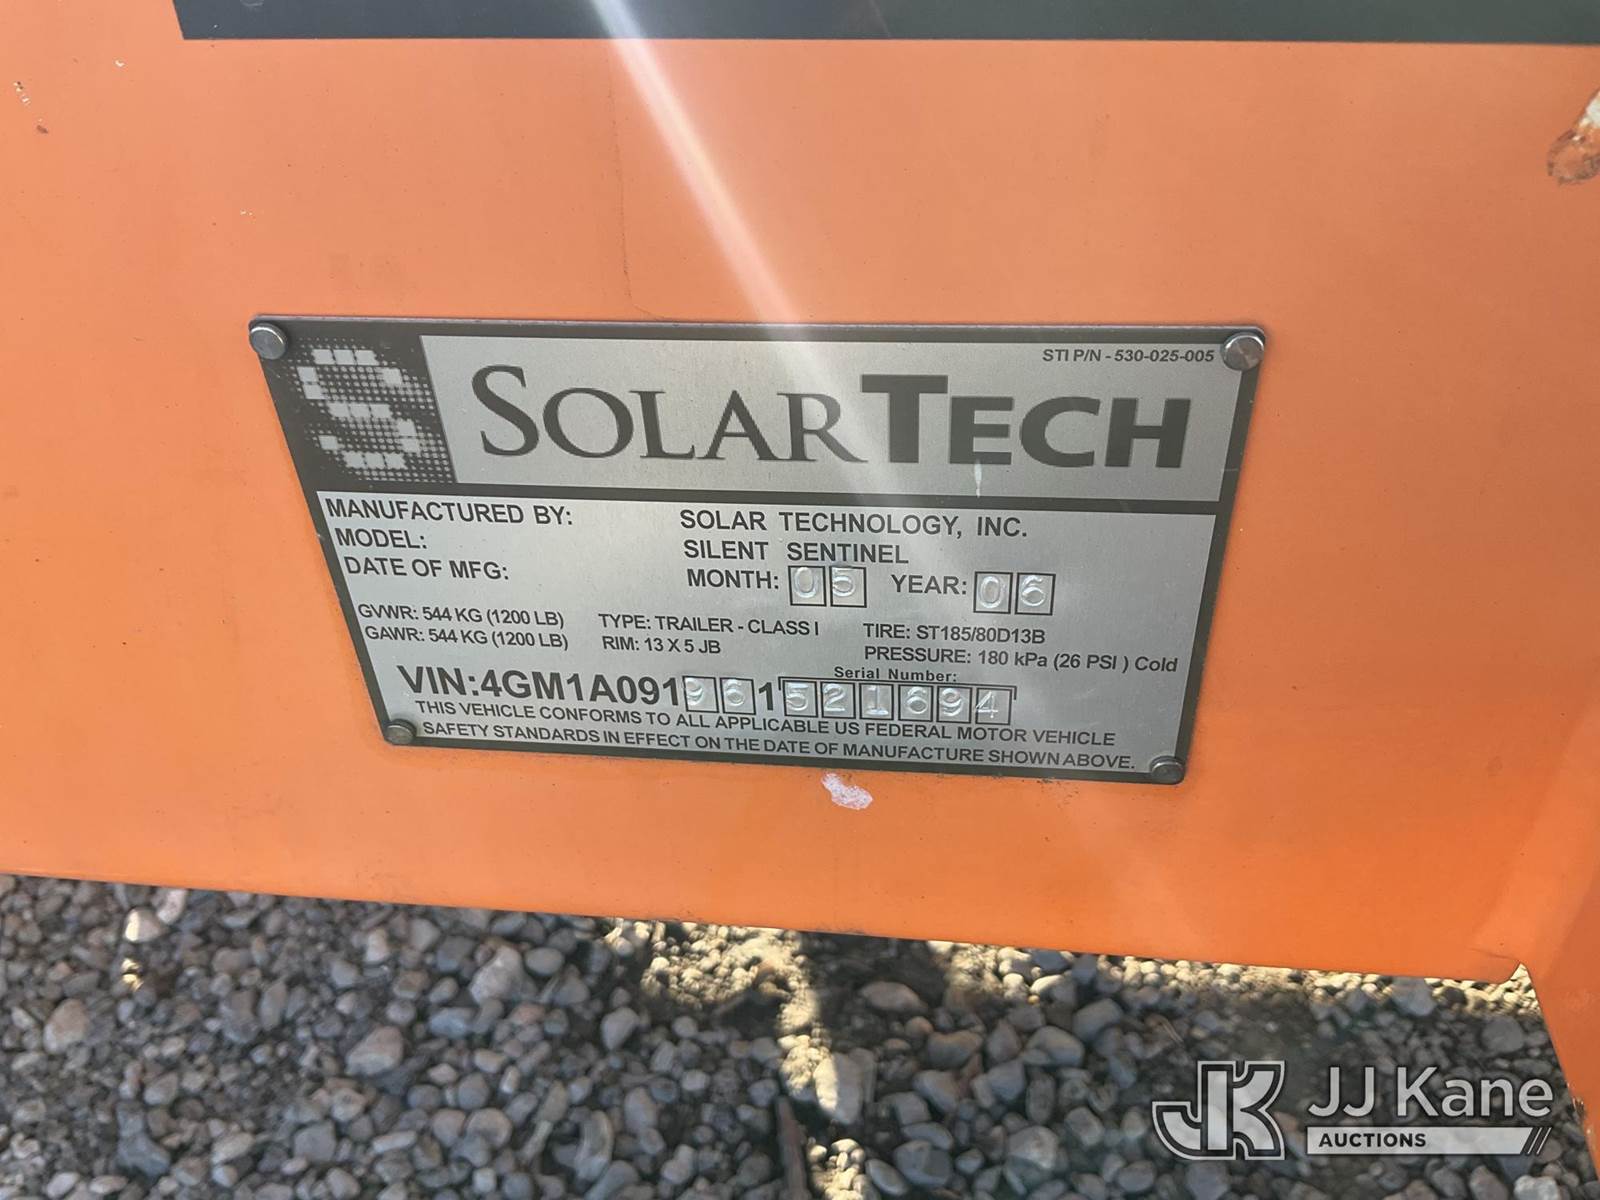 STI P/N - 530-025-005
SOLARTECH
MANUFACTURED BY: SOLAR TECHNOLOGY, INC.
MODEL: SILENT SENTINEL
DATE OF MFG: MONTH: 05 YEAR: 06
GVWR: 544 KG (1200 LB) TYPE: TRAILER - CLASS I TIRE: ST185/80D13B
GAWR: 544 KG (1200 LB) RIM: 13 X 5 JB PRESSURE: 180 kPa (26 PSI ) Cold
Serial Number:
VIN:4GM1A091961521694
THIS VEHICLE CONFORMS TO ALL APPLICABLE US FEDERAL MOTOR VEHICLE
SAFETY STANDARDS IN EFFECT ON THE DATE OF MANUFACTURE SHOWN ABOVE.
JK JJ Kane
AUCTIONS